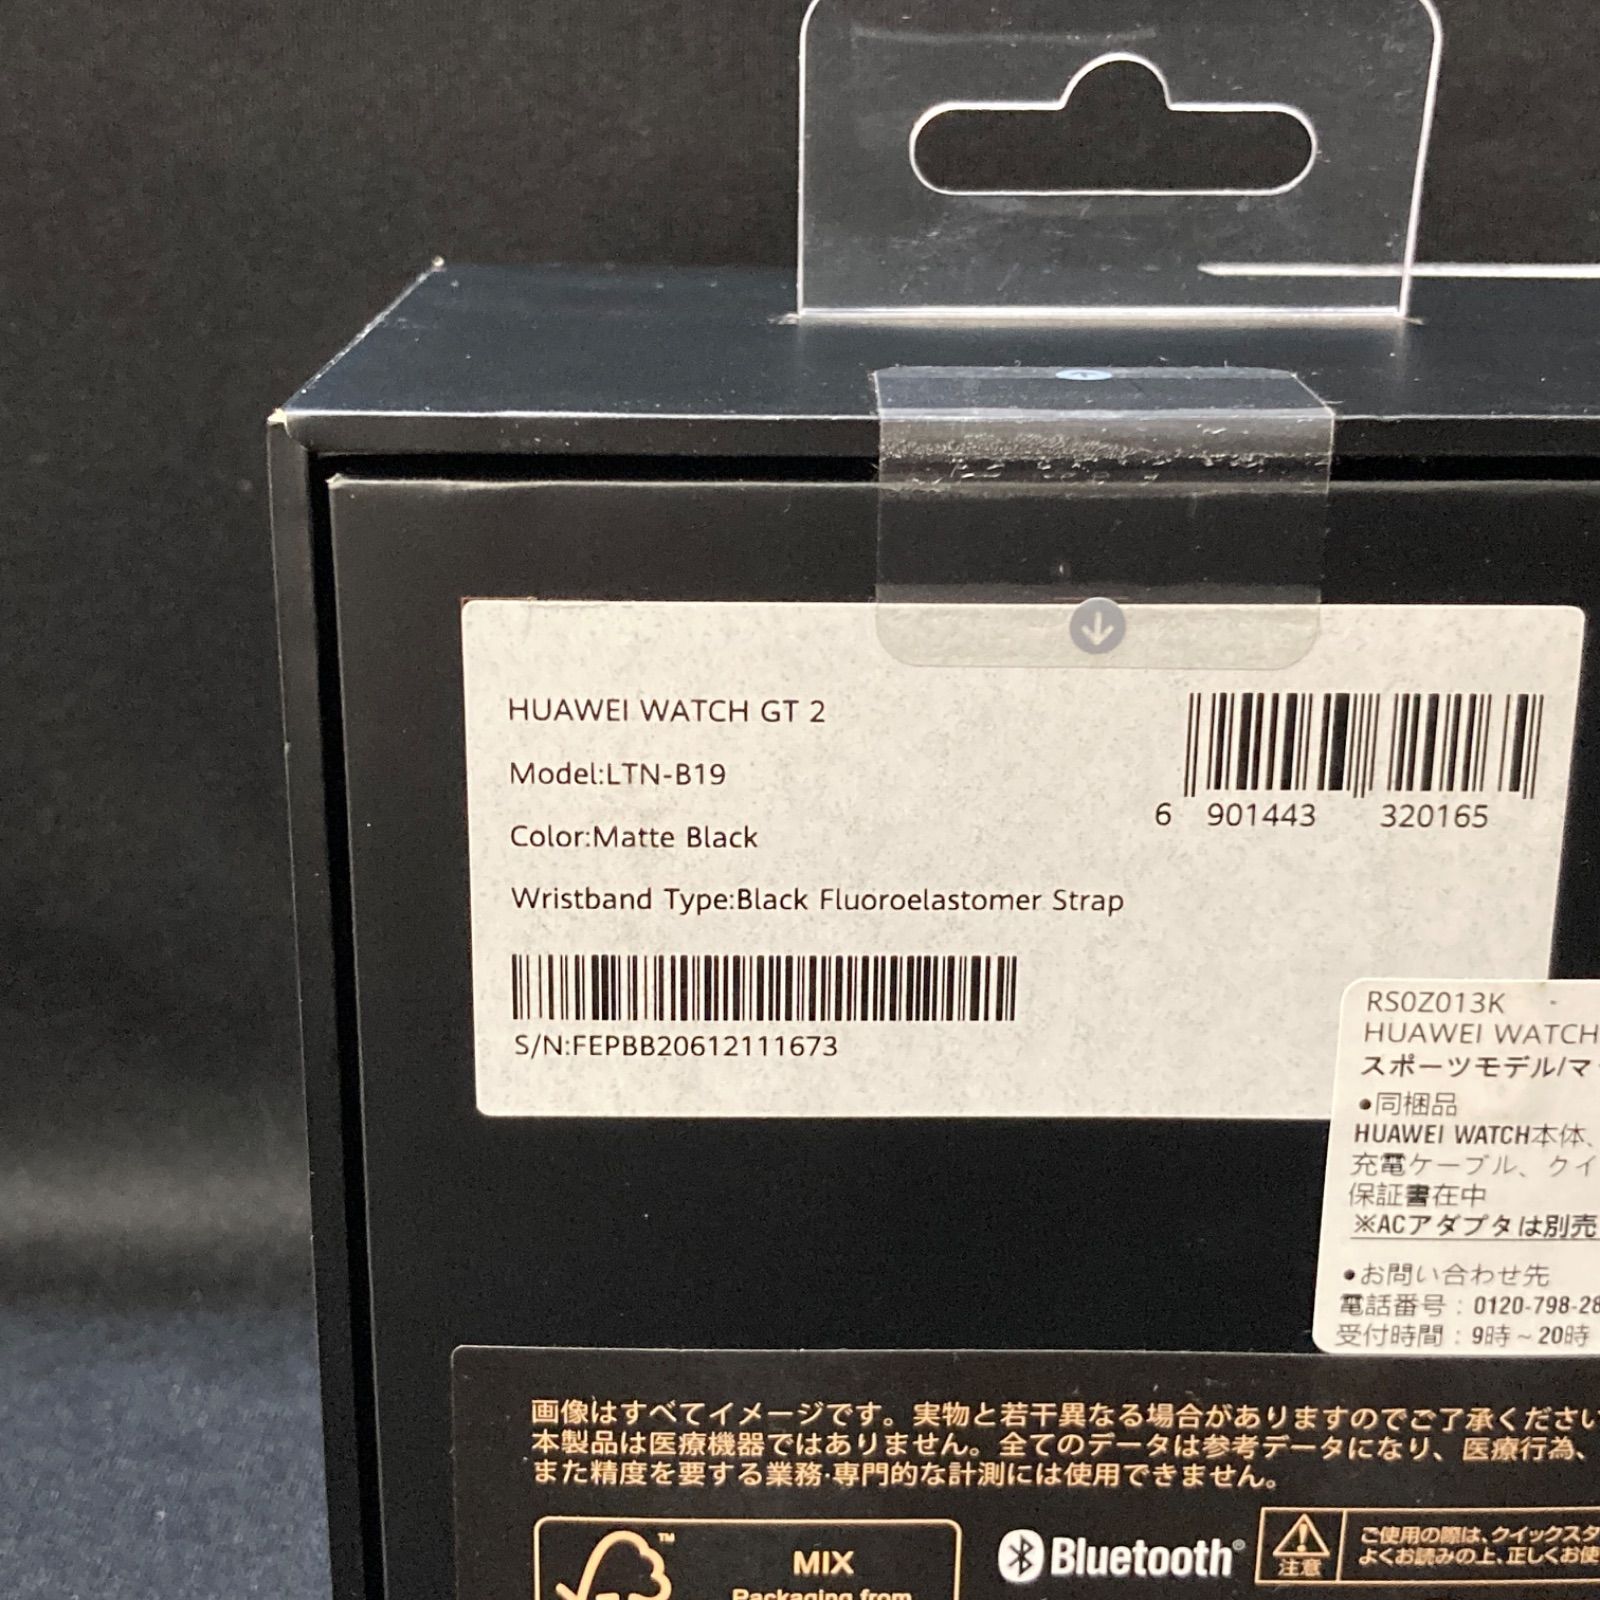 HUAWEI WATCH GT 2
Model:LTN-B19
Color:Matte Black
Wristband Type:Black Fluoroelastomer Strap
6 901443 320165
S/N:FEPBB20612111673
RS0Z013K
HUAWEI WATCH
スポーツモデル/マ
●同梱品
HUAWEI WATCH本体、
充電ケーブル、クイ
保証書在中
※ACアダプタは別売
●お問い合わせ先
電話番号：0120-798-28
受付時間：9時~20時
画像はすべてイメージです。実物と若干異なる場合がありますのでご了承ください
本製品は医療機器ではありません。全てのデータは参考データになり、医療行為、
また精度を要する業務・専門的な計測には使用できません。
TM
MIX
Packaging from
Bluetooth®
注意
ご使用の際は、クイックスタ
よくお読みの上、正しくお使